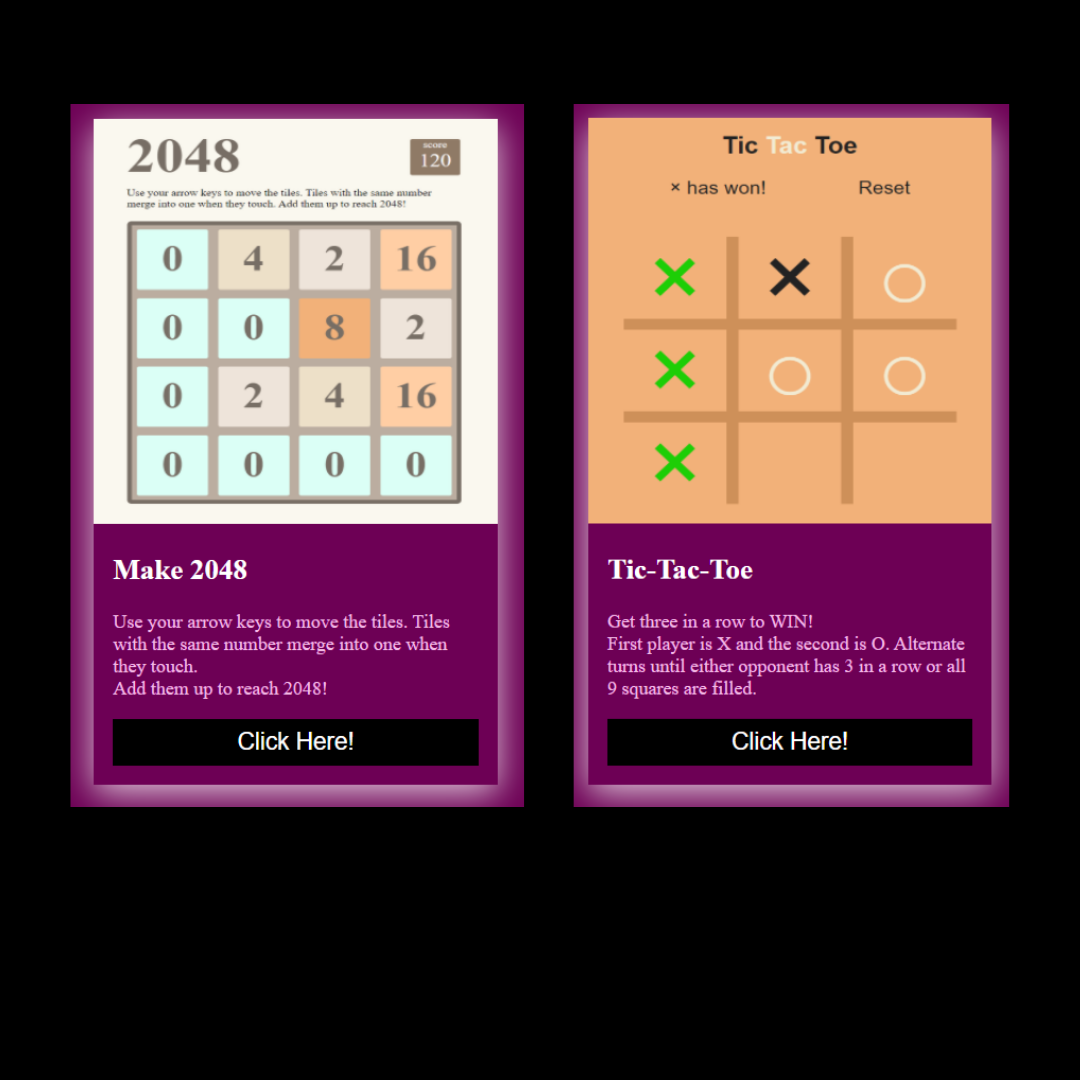 2048
score
120
Use your arrow keys to move the tiles. Tiles with the same number
merge into one when they touch. Add them up to reach 2048!
0 4 2 16
0 0 8 2
0 2 4 16
0 0 0 0
Make 2048
Use your arrow keys to move the tiles. Tiles
with the same number merge into one when
they touch.
Add them up to reach 2048!
Click Here!
Tic Tac Toe
× has won! Reset
Tic-Tac-Toe
Get three in a row to WIN!
First player is X and the second is O. Alternate
turns until either opponent has 3 in a row or all
9 squares are filled.
Click Here!